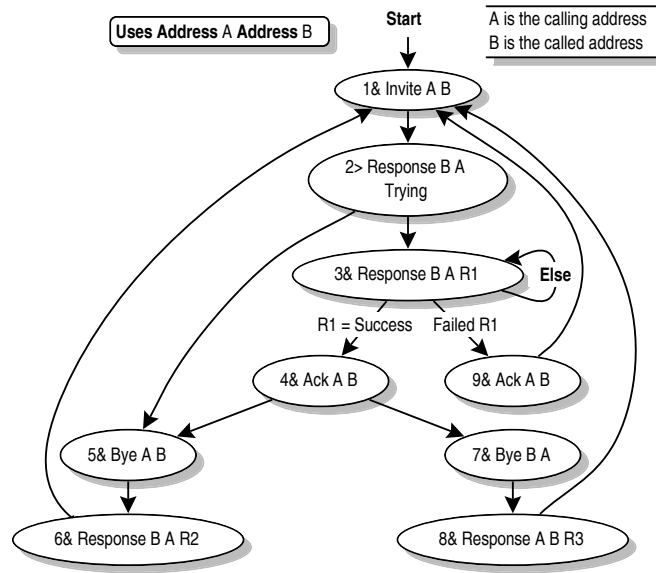 Uses Address A Address B
Start
A is the calling address
B is the called address
1& Invite A B
2> Response B A
Trying
3& Response B A R1
Else
R1 = Success
Failed R1
4& Ack A B
9& Ack A B
5& Bye A B
7& Bye B A
6& Response B A R2
8& Response A B R3